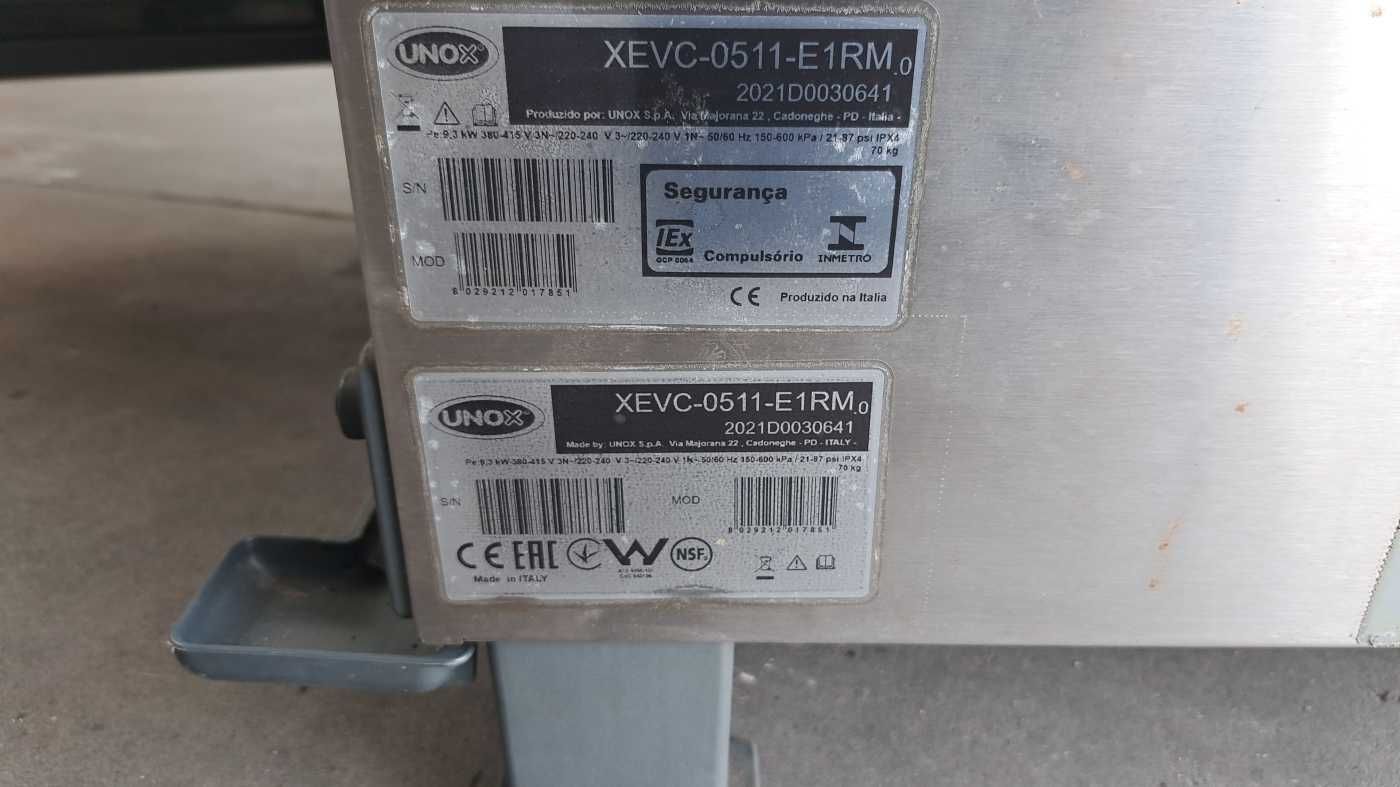 UNOX
XEVC-0511-E1RM.0
2021D0030641
Produzido por: UNOX S.p.A. Via Majorana 22 , Cadoneghe - PD - Italia -
Pe:9,3 kW 380-415 V 3N~/220-240 V 3~/220-240 V 1N~ 50/60 Hz 150-600 kPa / 21-87 psi IPX4
70 kg
S/N
Segurança
IEx
OCP 0064
Compulsório
INMETRO
MOD
8 029212 017851
CE
Produzido na Italia
UNOX
XEVC-0511-E1RM.0
2021D0030641
Made by: UNOX S.p.A. Via Majorana 22 , Cadoneghe - PD - ITALY -
Pe:9,3 kW 380-415 V 3N~/220-240 V 3~/220-240 V 1N~ 50/60 Hz 150-600 kPa / 21-87 psi IPX4
70 kg
S/N
MOD
8 029212 017851
CE EAC W NSF
Made in ITALY